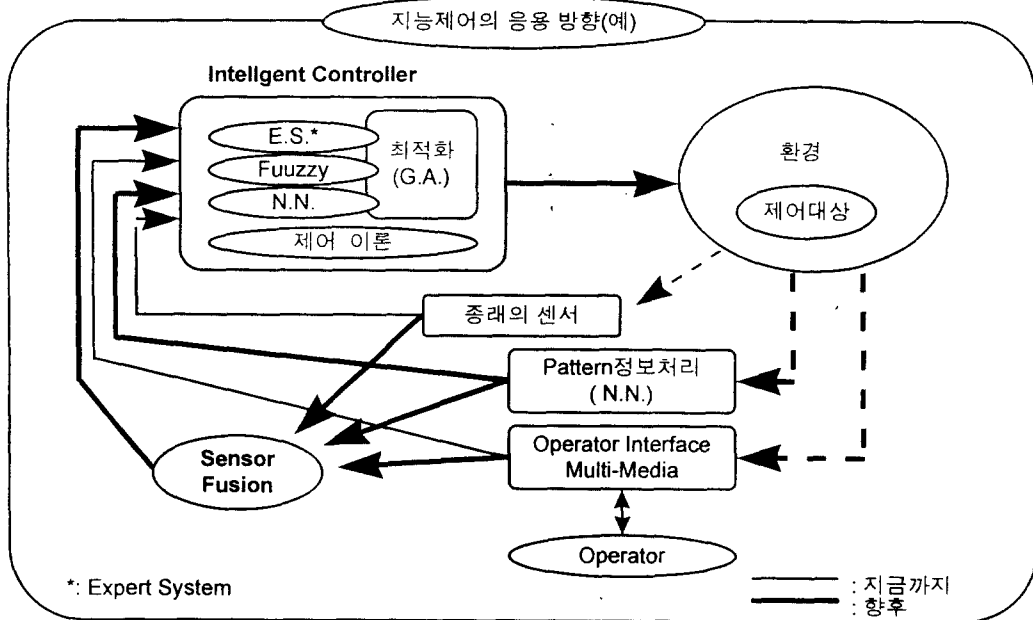 지능제어의 응용 방향(예)
Intellgent Controller
E.S.*
Fuuzzy
N.N.
최적화
(G.A.)
제어 이론
환경
제어대상
종래의 센서
Pattern정보처리
( N.N.)
Operator Interface
Multi-Media
Sensor
Fusion
Operator
*: Expert System
: 지금까지
: 향후